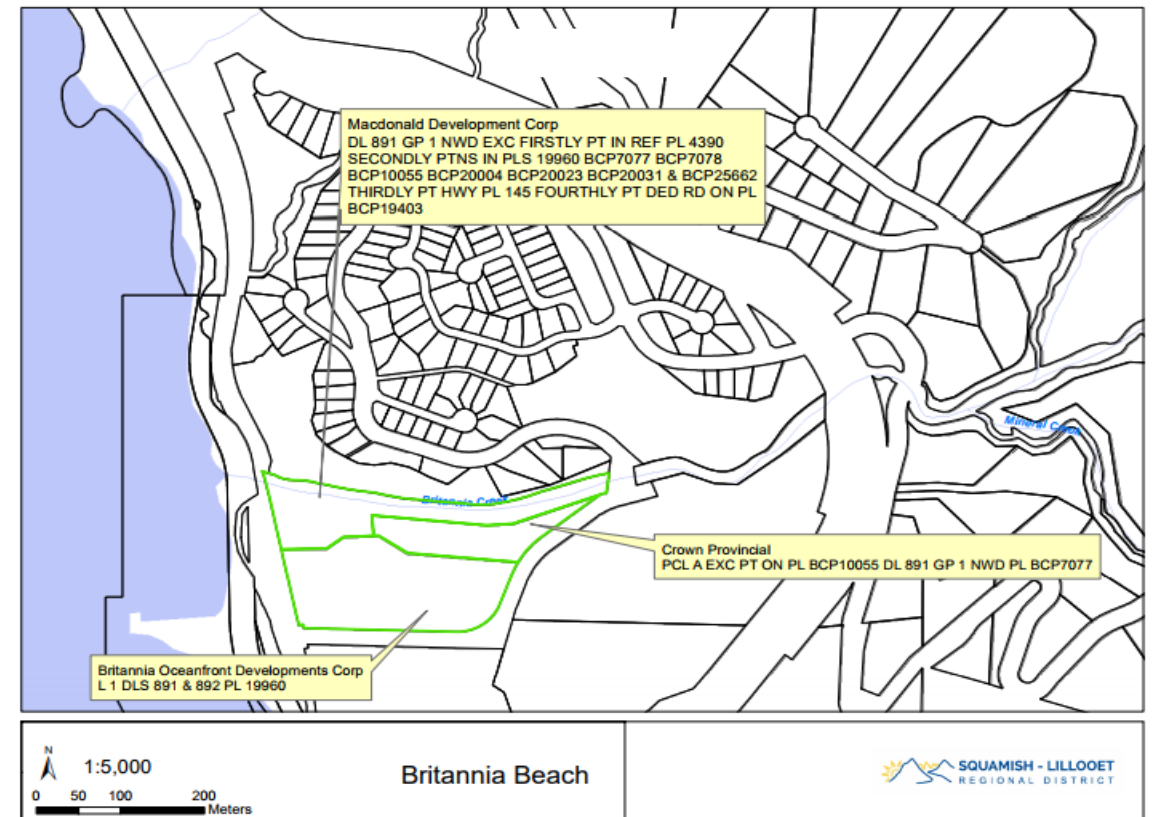 Macdonald Development Corp
DL 891 GP 1 NWD EXC FIRSTLY PT IN REF PL 4390
SECONDLY PTNS IN PLS 19960 BCP7077 BCP7078
BCP10055 BCP20004 BCP20023 BCP20031 & BCP25662
THIRDLY PT HWY PL 145 FOURTHLY PT DED RD ON PL
BCP19403
Mineral Creek
Britannia Creek
Crown Provincial
PCL A EXC PT ON PL BCP10055 DL 891 GP 1 NWD PL BCP7077
Britannia Oceanfront Developments Corp
L 1 DLS 891 & 892 PL 19960
N
1:5,000
0 50 100 200
Meters
Britannia Beach
SQUAMISH - LILLOOET
REGIONAL DISTRICT